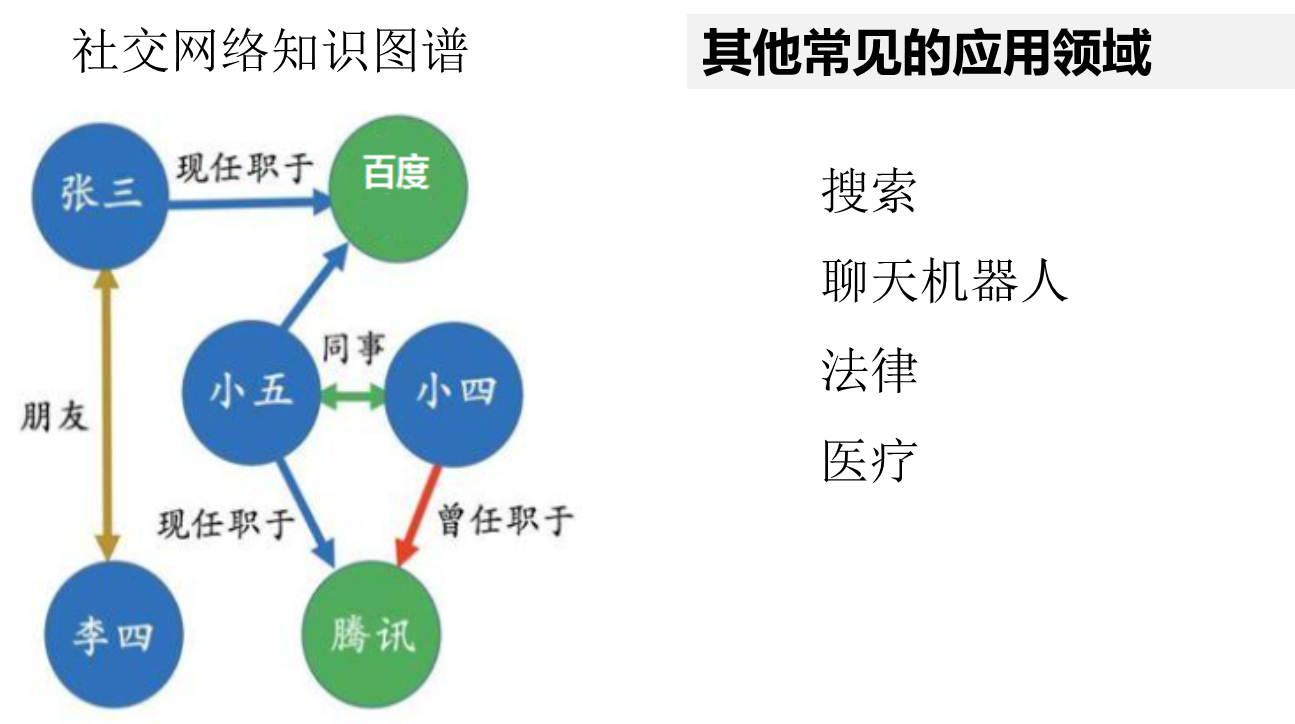 社交网络知识图谱
张三
现任职于
百度
同事
小五
小四
朋友
现任职于
曾任职于
李四
腾讯
其他常见的应用领域
搜索
聊天机器人
法律
医疗